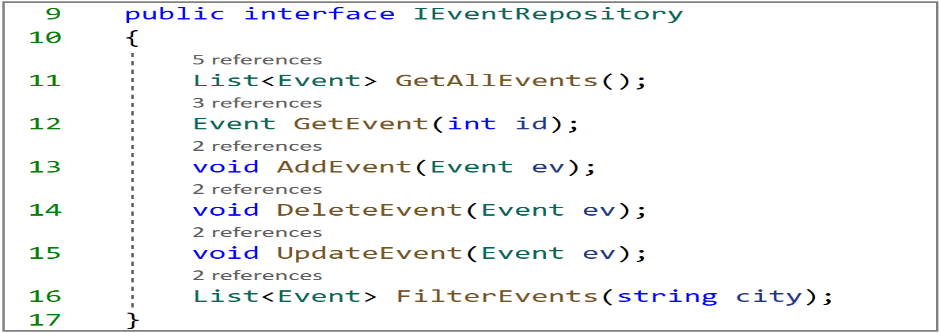 9 public interface IEventRepository
10 {
5 references
11 List<Event> GetAllEvents();
3 references
12 Event GetEvent(int id);
2 references
13 void AddEvent(Event ev);
2 references
14 void DeleteEvent(Event ev);
2 references
15 void UpdateEvent(Event ev);
2 references
16 List<Event> FilterEvents(string city);
17 }